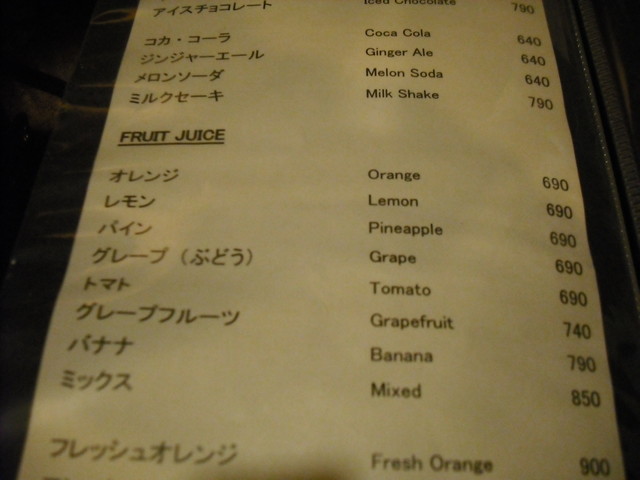 アイスチョコレート Iced Chocolate 790
コカ・コーラ Coca Cola 640
ジンジャーエール Ginger Ale 640
メロンソーダ Melon Soda 640
ミルクセーキ Milk Shake 790
FRUIT JUICE
オレンジ Orange 690
レモン Lemon 690
パイン Pineapple 690
グレープ（ぶどう） Grape 690
トマト Tomato 690
グレープフルーツ Grapefruit 740
バナナ Banana 790
ミックス Mixed 850
フレッシュオレンジ Fresh Orange 900